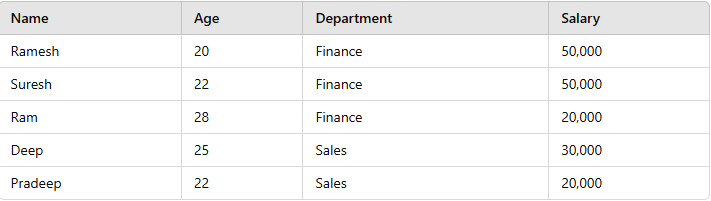 Name Age Department Salary
Ramesh 20 Finance 50,000
Suresh 22 Finance 50,000
Ram 28 Finance 20,000
Deep 25 Sales 30,000
Pradeep 22 Sales 20,000